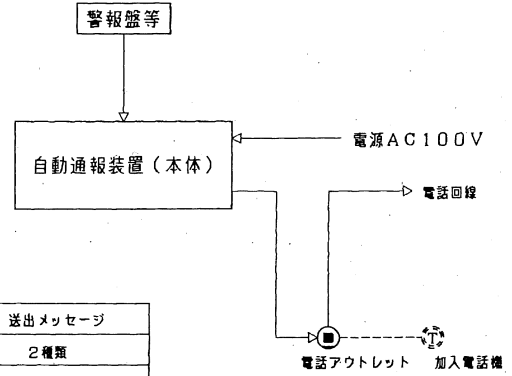 警報盤等
自動通報装置(本体)
電源AC100V
電話回線
送出メッセージ
2種類
T
電話アウトレット
加入電話機